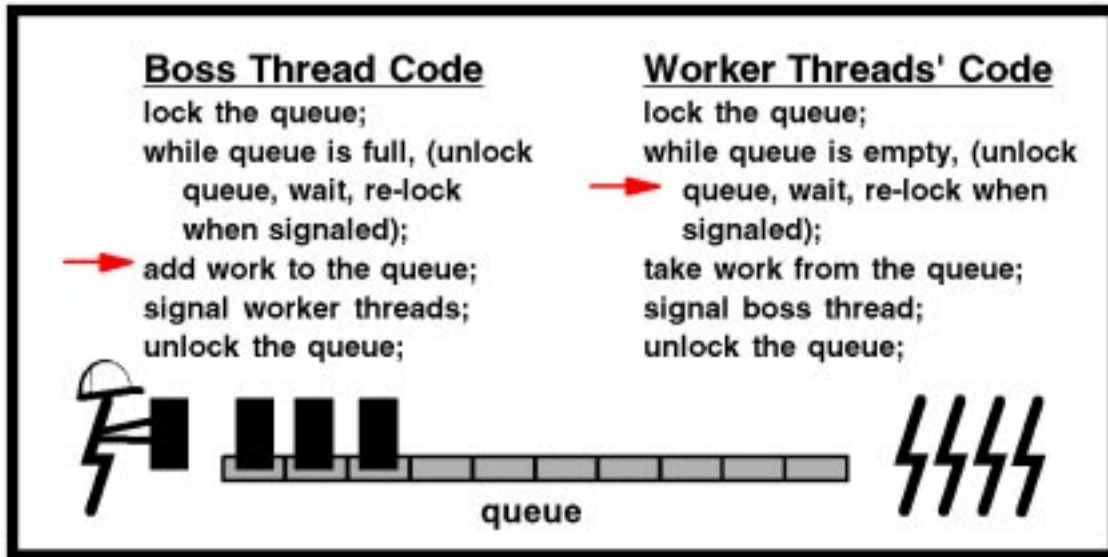 Boss Thread Code
lock the queue;
while queue is full, (unlock
queue, wait, re-lock
when signaled);
add work to the queue;
signal worker threads;
unlock the queue;
Worker Threads' Code
lock the queue;
while queue is empty, (unlock
queue, wait, re-lock when
signaled);
take work from the queue;
signal boss thread;
unlock the queue;
queue